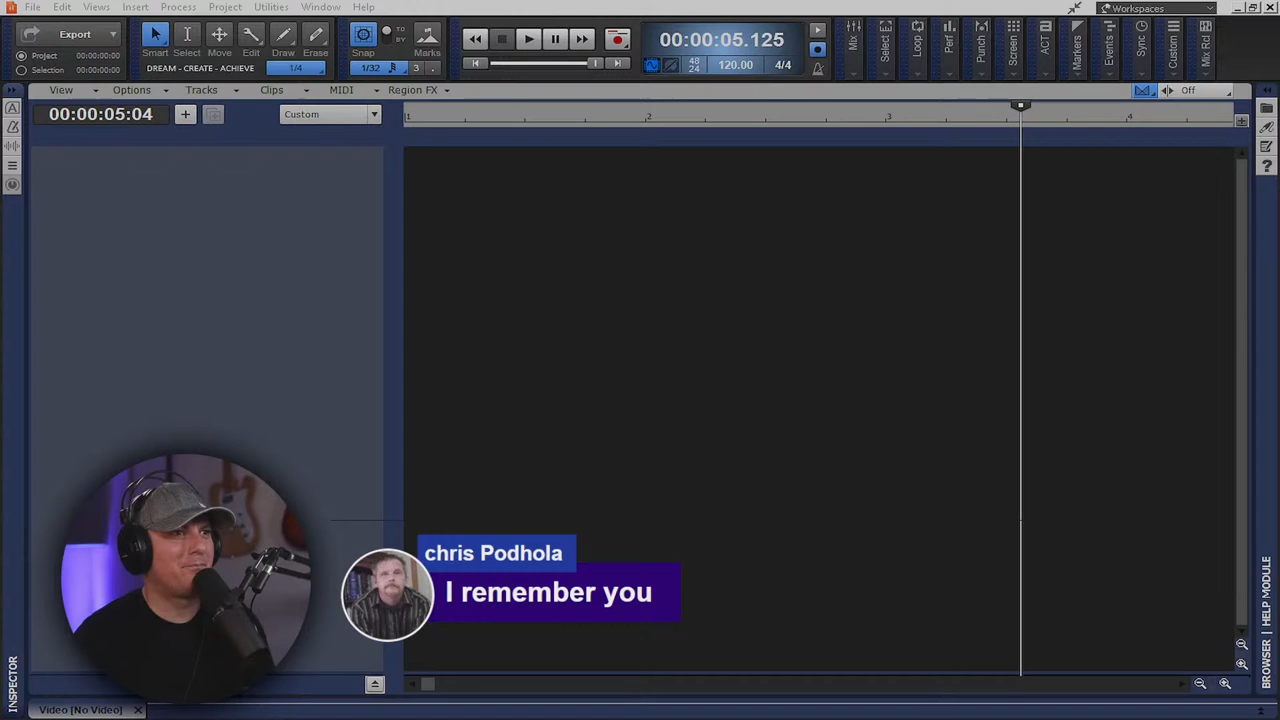 File Edit Views Insert Process Project Utilities Window Help
Workspaces
Export
Project 00:00:00:00
Selection 00:00:00:00
Smart Select Move Edit Draw Erase
DREAM - CREATE - ACHIEVE 1/4
TO
BY
Snap Marks
1/32 3
00:00:05.125
48
24 120.00 4/4
Mix
Select
Loop
Perf
Punch
Screen
ACT
Markers
Events
Sync
Custom
Mix Rcl
View Options Tracks Clips MIDI Region FX
Off
00:00:05:04
Custom
1 2 3 4
chris Podhola
I remember you
INSPECTOR
BROWSER | HELP MODULE
Video [No Video]